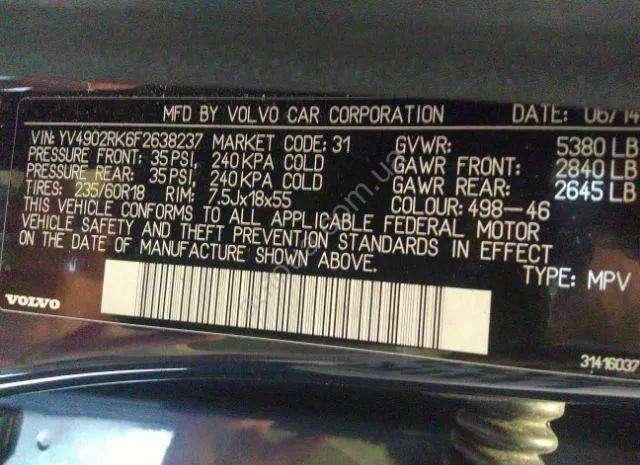 MFD BY VOLVO CAR CORPORATION DATE: 06/14
VIN: YV4902RK6F2638237 MARKET CODE: 31 GVWR: 5380 LB
PRESSURE FRONT: 35 PSI, 240 KPA COLD GAWR FRONT: 2840 LB
PRESSURE REAR: 35 PSI, 240 KPA COLD GAWR REAR: 2645 LB
TIRES: 235/60R18 RIM: 7.5Jx18x55 COLOUR: 498-46
THIS VEHICLE CONFORMS TO ALL APPLICABLE FEDERAL MOTOR
VEHICLE SAFETY AND THEFT PREVENTION STANDARDS IN EFFECT
ON THE DATE OF MANUFACTURE SHOWN ABOVE.
TYPE: MPV
VOLVO
31416037